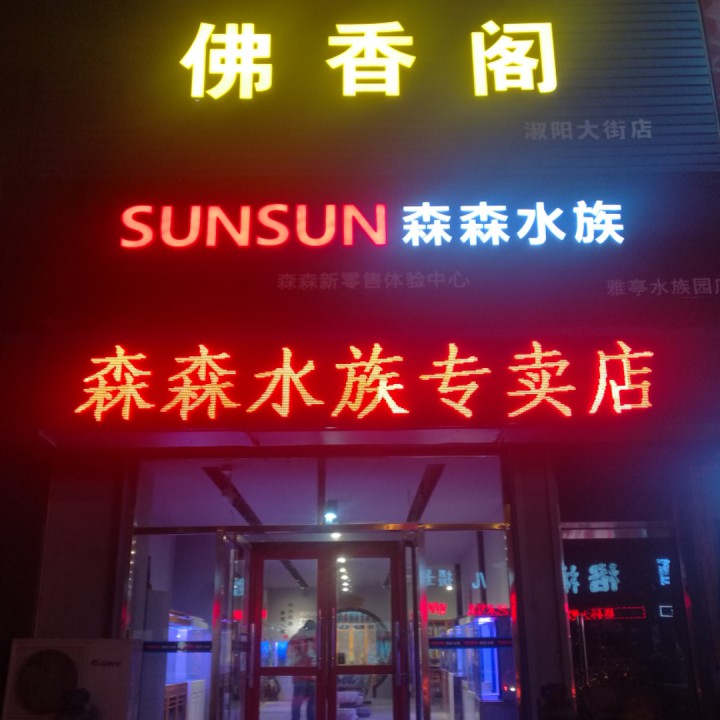 佛香阁
淑阳大街店
SUNSUN 森森水族
森森新零售体验中心
雅亭水族园
森森水族专卖店